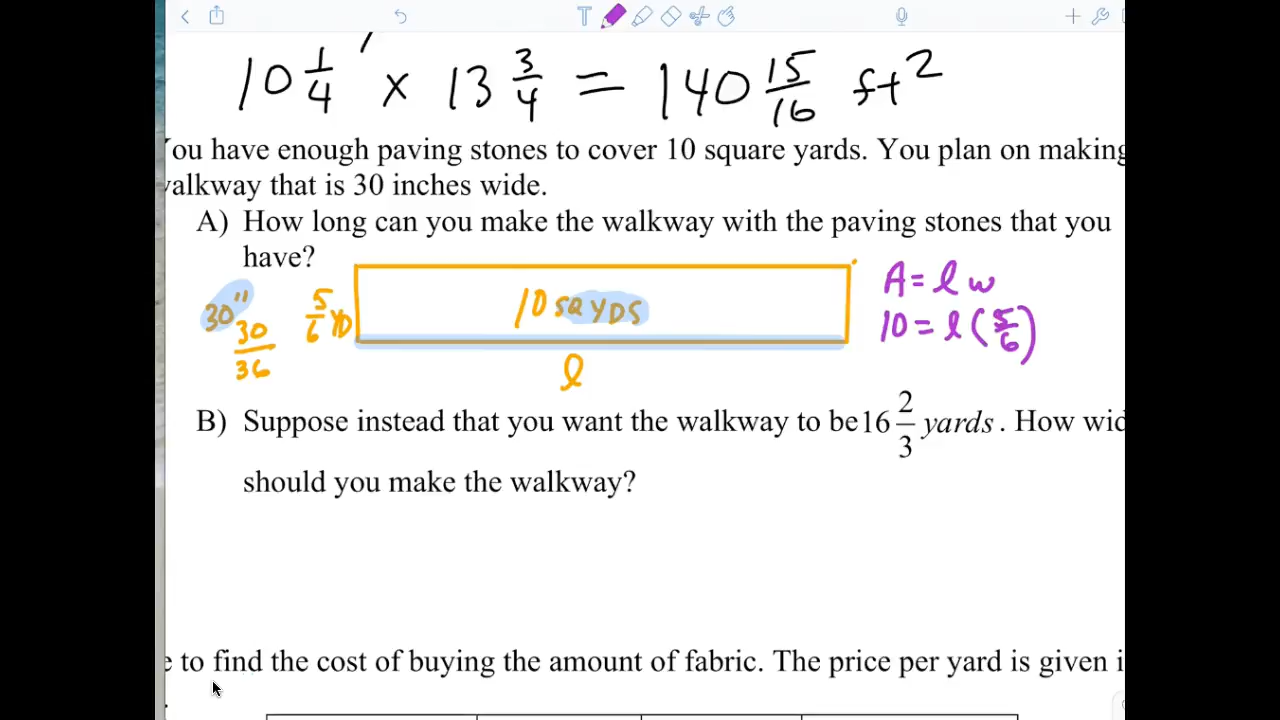 10 1/4 ' x 13 3/4 = 140 15/16 ft²
ou have enough paving stones to cover 10 square yards. You plan on making
alkway that is 30 inches wide.
A) How long can you make the walkway with the paving stones that you
have?
30" 30/36 5/6 YD 10 SQ YDS A = l w
l 10 = l (5/6)
B) Suppose instead that you want the walkway to be 16 2/3 yards. How wid
should you make the walkway?
e to find the cost of buying the amount of fabric. The price per yard is given i